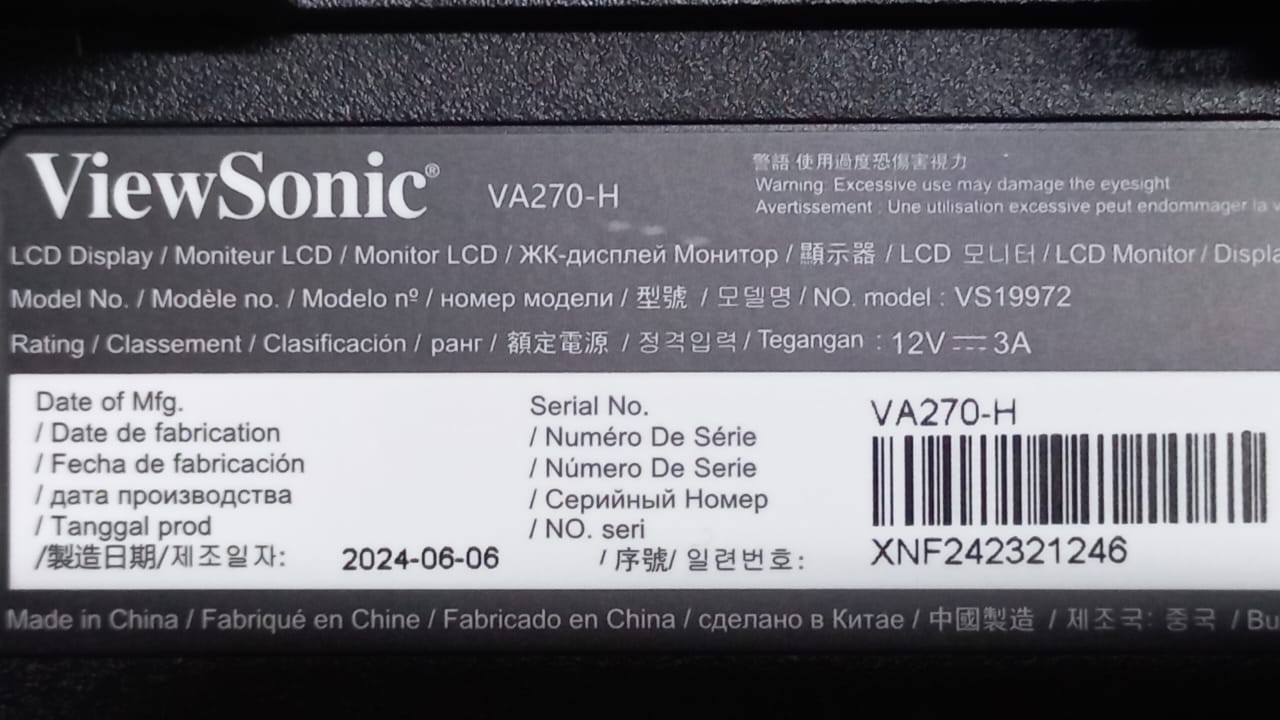 ViewSonic® VA270-H
警語 使用過度恐傷害視力
Warning: Excessive use may damage the eyesight
Avertissement : Une utilisation excessive peut endommager la
LCD Display / Moniteur LCD / Monitor LCD / ЖК-дисплей Монитор / 顯示器 / LCD 모니터 / LCD Monitor /
Model No. / Modèle no. / Modelo nº / номер модели / 型號 / 모델명 / NO. model : VS19972
Rating / Classement / Clasificación / ранг / 額定電源 / 정격입력 / Tegangan : 12V ⎓ 3A
Date of Mfg.
/ Date de fabrication
/ Fecha de fabricación
/ дата производства
/ Tanggal prod
/製造日期/제조일자: 2024-06-06
Serial No.
/ Numéro De Série
/ Número De Serie
/ Серийный Номер
/ NO. seri
/ 序號/ 일련번호:
VA270-H
XNF242321246
Made in China / Fabriqué en Chine / Fabricado en China / сделано в Китае / 中國製造 / 제조국: 중국 /